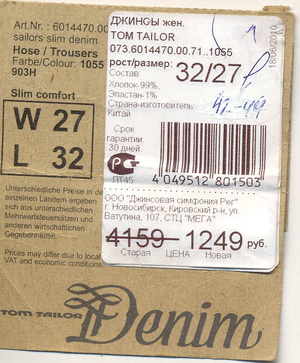 Art.Nr.: 6014470.00
sailors slim denim
Hose / Trousers
Farbe/Colour: 1055
903H
Slim comfort
W 27
L 32
Unterschiedliche Preise in de
einzelnen Ländern ergeben
sich aus unterschiedlichen
Mehrwertsteuersätzen und
anderen wirtschaftlichen
Gegebenheiten.
Prices may differ due to local
VAT and economic conditions
TOM TAILOR
Denim
ДЖИНСЫ жен.
TOM TAILOR
073.6014470.00.71..1055
рост/размер:
32/27
Состав
Хлопок-99%,
Эластан-1%
Страна-изготовитель
Китай
Срок
гарантии
30 дней
ПТ45
4 049512 801503
ООО "Джинсовая симфония Рег"
г. Новосибирск, Кировский р-н, ул.
Ватутина, 107, СТЦ "МЕГА"
4159 1249 руб.
Старая ЦЕНА Новая